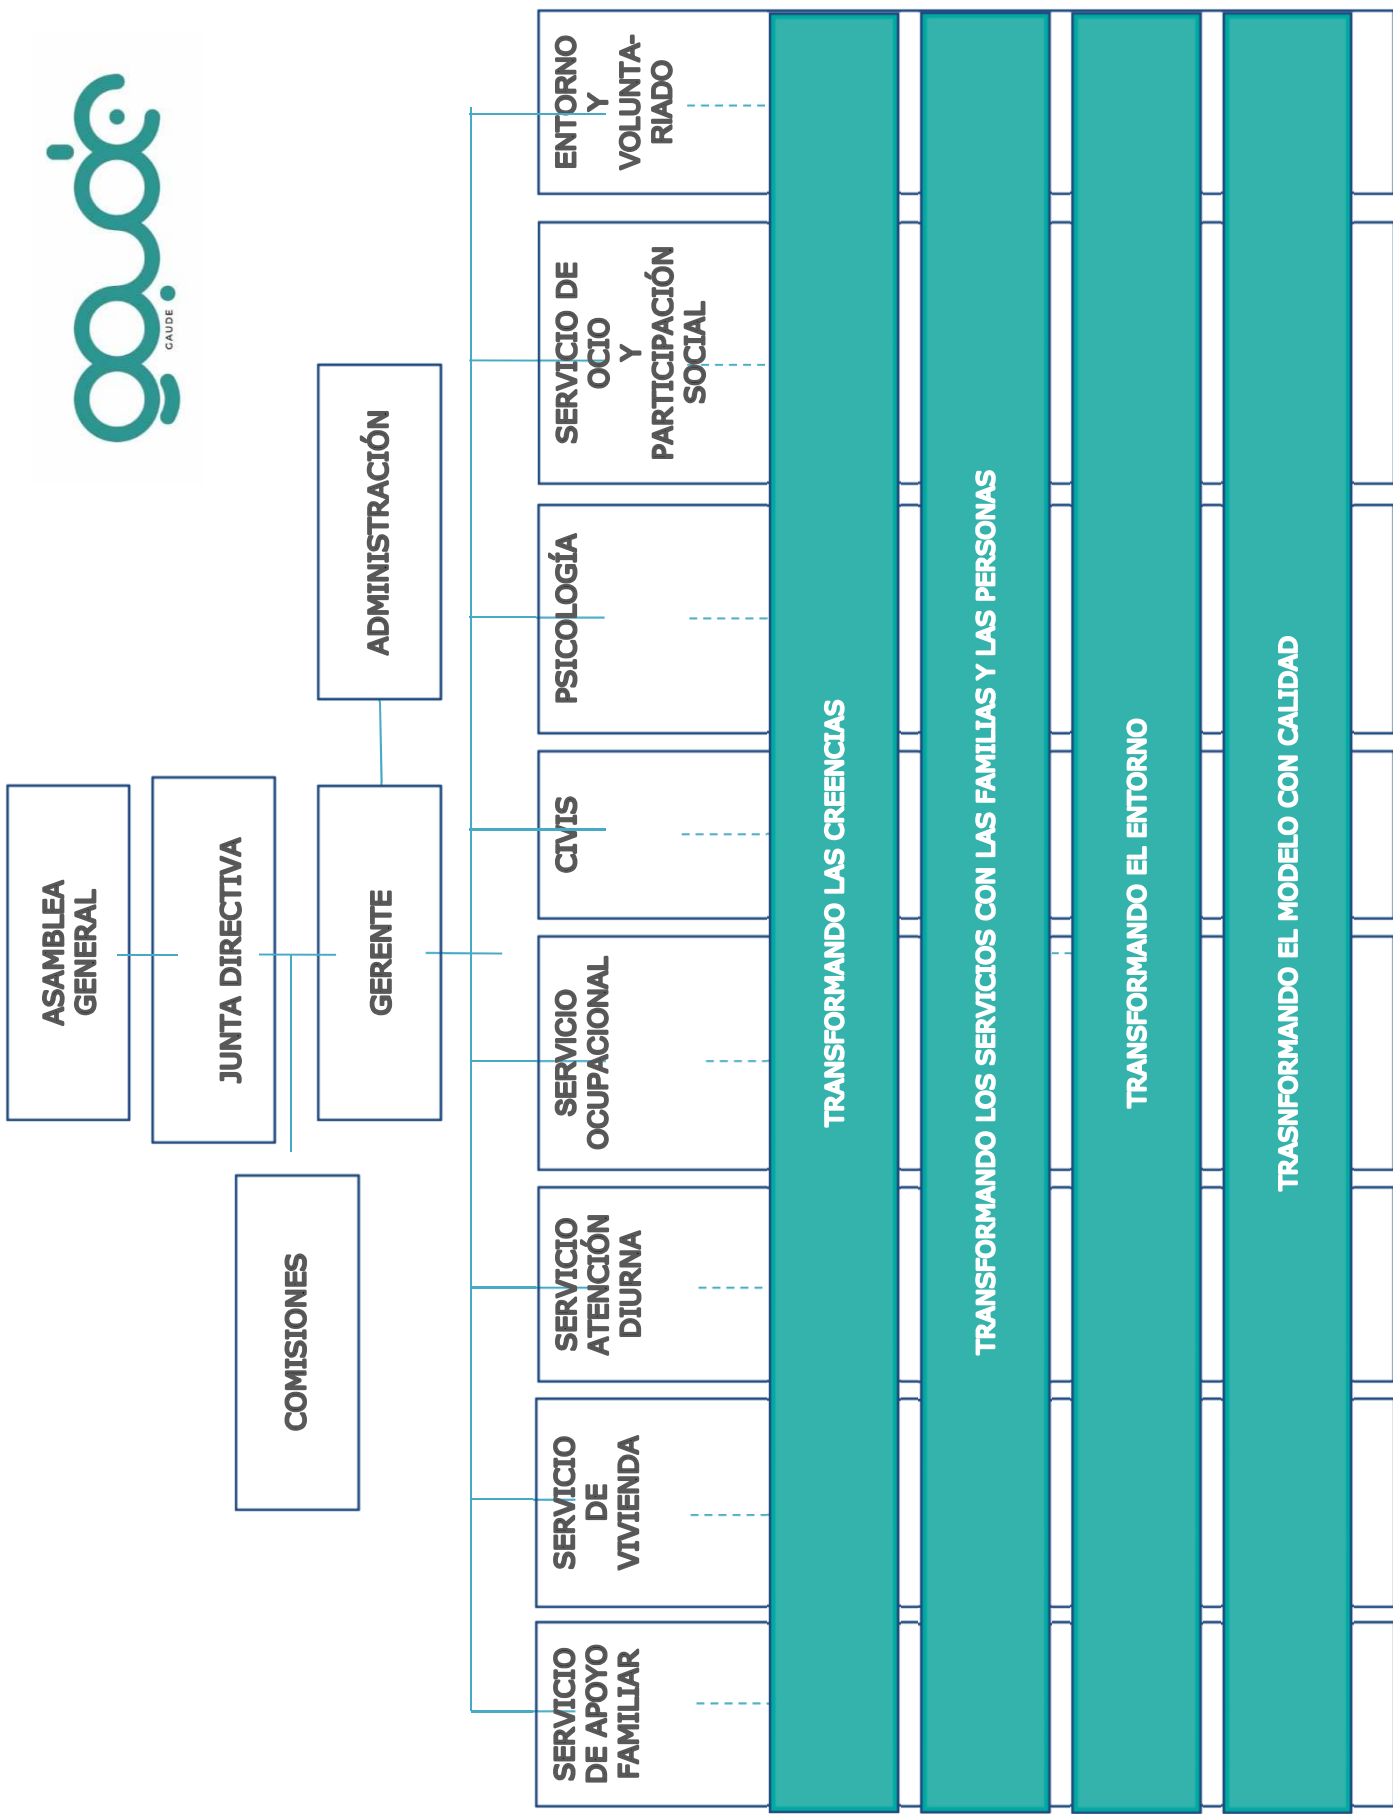 gaude
GAUDE
ASAMBLEA
GENERAL
JUNTA DIRECTIVA
COMISIONES
GERENTE
ADMINISTRACIÓN
SERVICIO
DE APOYO
FAMILIAR
SERVICIO
DE
VIVIENDA
SERVICIO
ATENCIÓN
DIURNA
SERVICIO
OCUPACIONAL
CIVIS
PSICOLOGÍA
SERVICIO DE
OCIO
Y
PARTICIPACIÓN
SOCIAL
ENTORNO
Y
VOLUNTA-
RIADO
TRANSFORMANDO LAS CREENCIAS
TRANSFORMANDO LOS SERVICIOS CON LAS FAMILIAS Y LAS PERSONAS
TRANSFORMANDO EL ENTORNO
TRASNFORMANDO EL MODELO CON CALIDAD